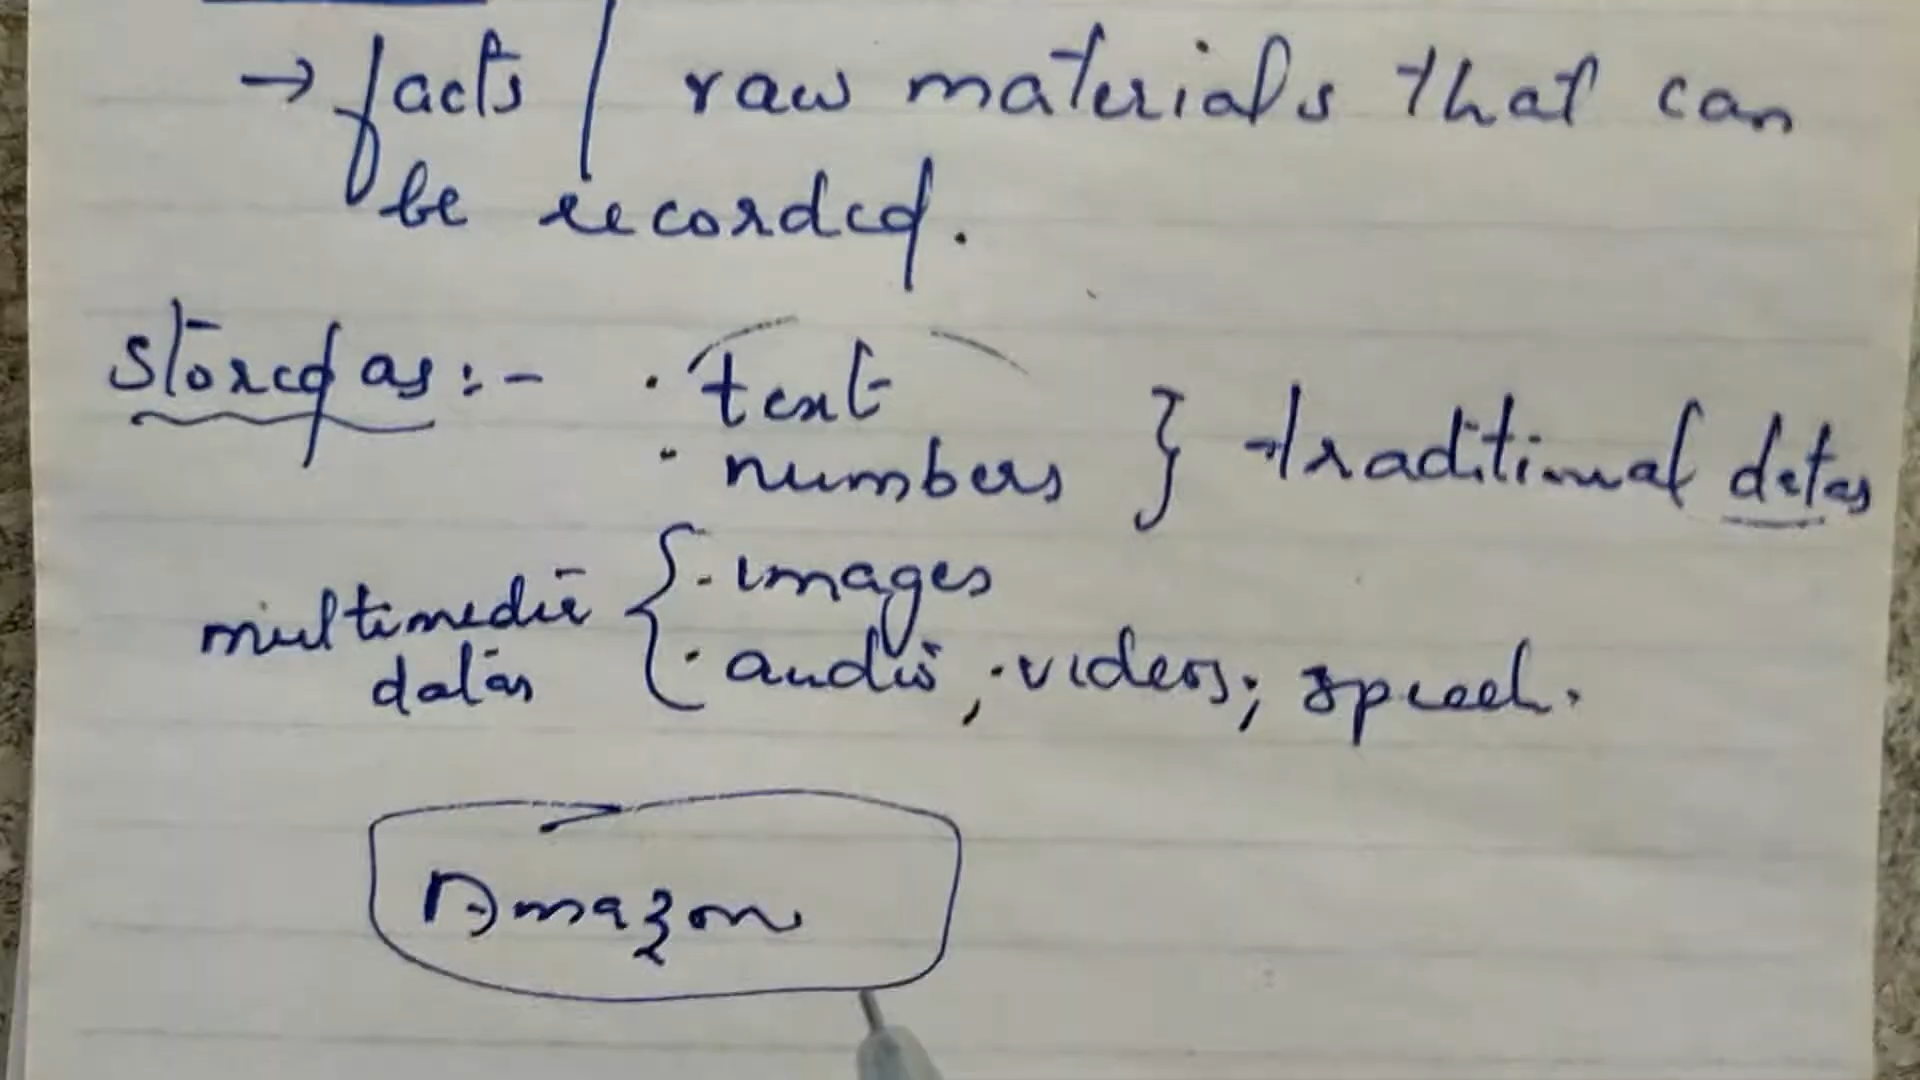 → facts / raw materials that can
be recorded.
Stored as :- · text
· numbers } → traditional datas
multimedia datas { · images
· audio, · videos; speech.
Amazon